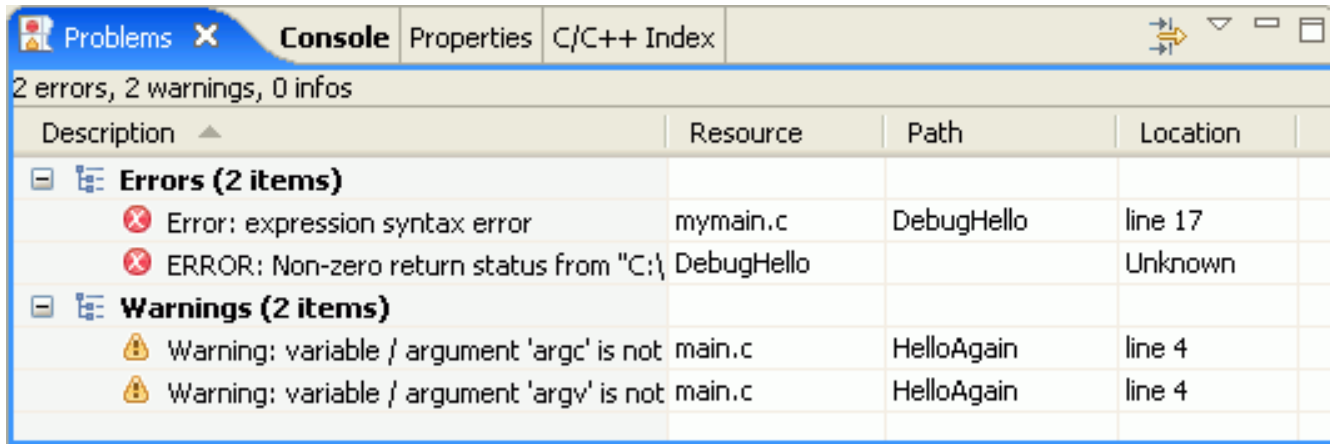 Problems Console Properties C/C++ Index
2 errors, 2 warnings, 0 infos
Description Resource Path Location
Errors (2 items)
Error: expression syntax error mymain.c DebugHello line 17
ERROR: Non-zero return status from "C:\ DebugHello Unknown
Warnings (2 items)
Warning: variable / argument 'argc' is not main.c HelloAgain line 4
Warning: variable / argument 'argv' is not main.c HelloAgain line 4